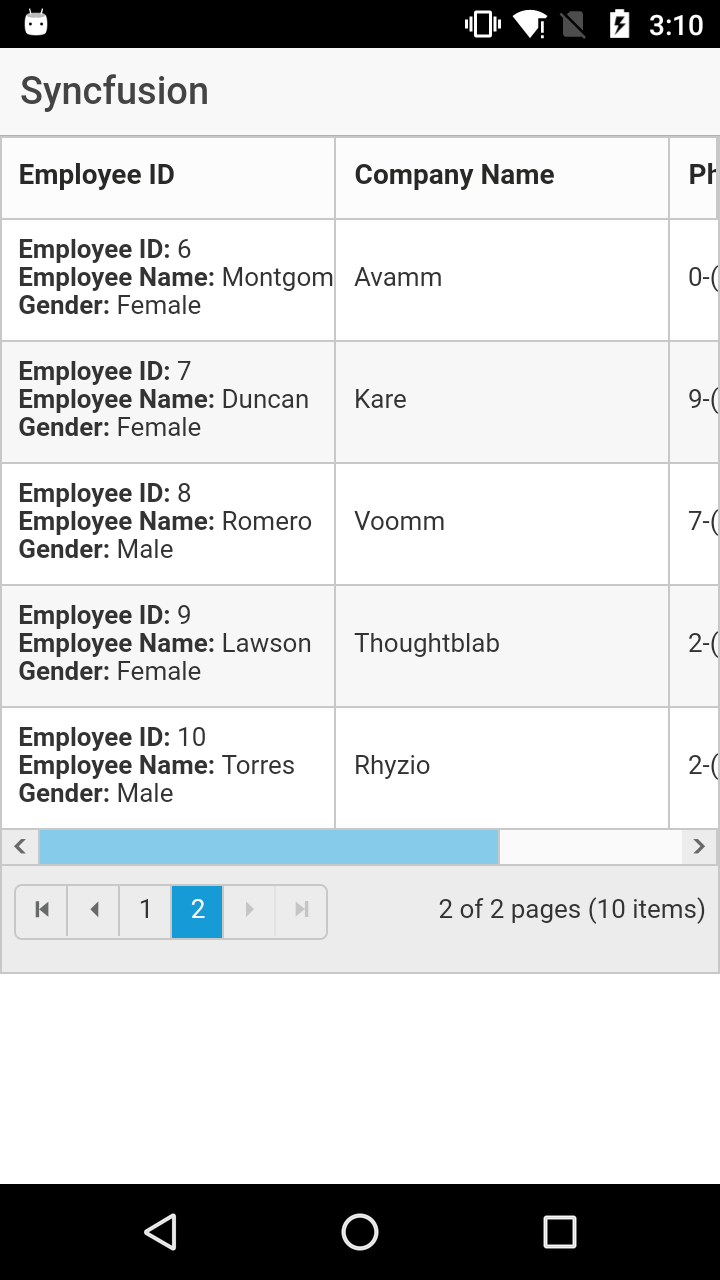 3:10
Syncfusion
Employee ID Company Name
Employee ID: 6
Employee Name: Montgom Avamm 0-(
Gender: Female
Employee ID: 7
Employee Name: Duncan Kare 9-(
Gender: Female
Employee ID: 8
Employee Name: Romero Voomm 7-(
Gender: Male
Employee ID: 9
Employee Name: Lawson Thoughtblab 2-(
Gender: Female
Employee ID: 10
Employee Name: Torres Rhyzio 2-(
Gender: Male
1 2 2 of 2 pages (10 items)